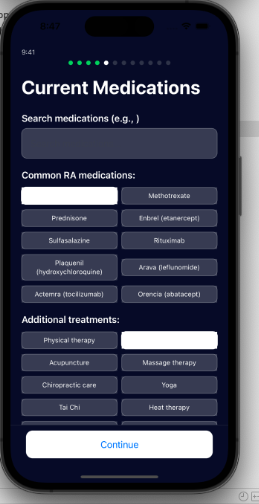 9:41
Current Medications
Search medications (e.g., )
Common RA medications:
Methotrexate
Prednisone
Enbrel (etanercept)
Sulfasalazine
Rituximab
Plaquenil
(hydroxychloroquine)
Arava (leflunomide)
Actemra (tocilizumab)
Orencia (abatacept)
Additional treatments:
Physical therapy
Acupuncture
Massage therapy
Chiropractic care
Yoga
Tai Chi
Heat therapy
Continue